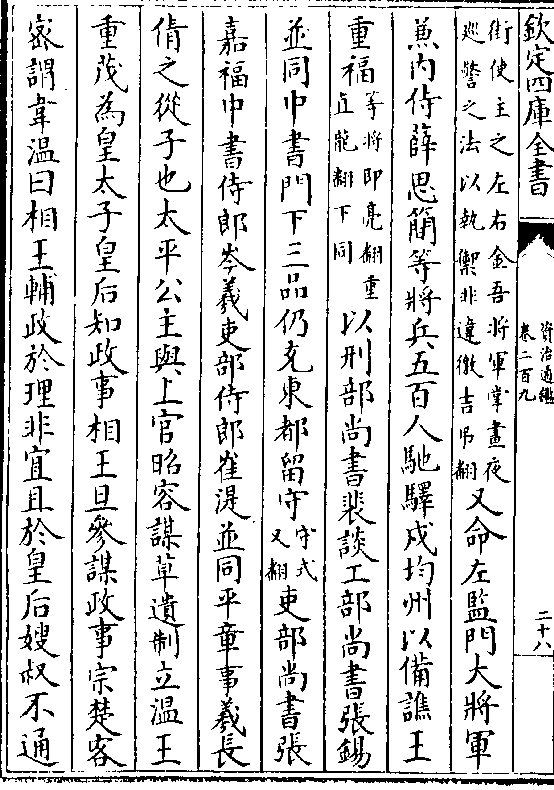 欽定四庫全書
資治通鑑
卷二百九
二十八
街使主之左右金吾將軍掌晝夜
巡警之法以執禦非違徼吉弔翻
又命左監門大將軍
兼内侍薛思簡等將兵五百人馳驛戍均州以備譙王
重福
等將即亮翻重
直龍翻下同
以刑部尚書裴談工部尚書張錫
並同中書門下三品仍充東都留守
守式
又翻
吏部尚書張
嘉福中書侍郎岑羲吏部侍郎崔湜並同平章事羲長
倩之從子也太平公主與上官昭容謀草遺制立温王
重茂為皇太子皇后知政事相王旦參謀政事宗楚客
密謂韋温曰相王輔政於理非宜且於皇后嫂叔不通